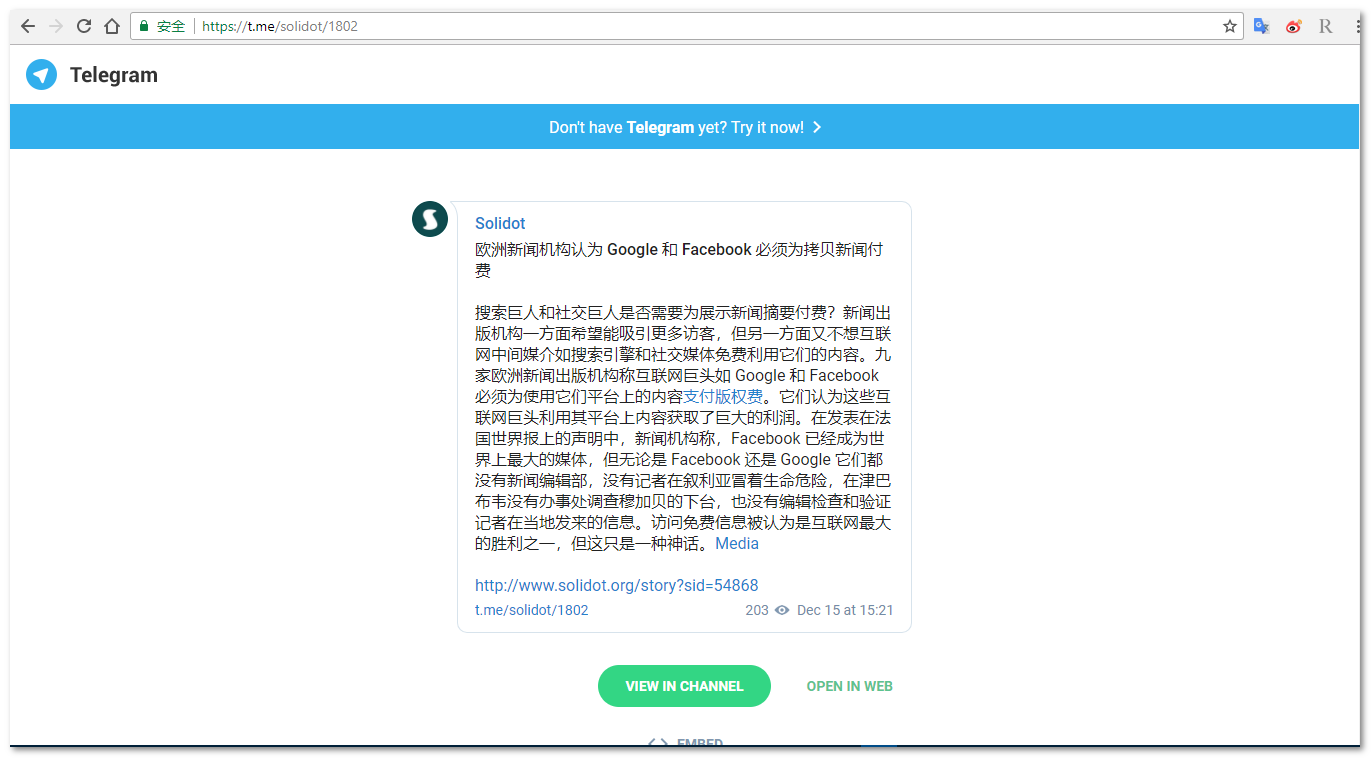 安全 https://t.me/solidot/1802
R
Telegram
Don't have Telegram yet? Try it now!
Solidot
欧洲新闻机构认为 Google 和 Facebook 必须为拷贝新闻付
费
搜索巨人和社交巨人是否需要为展示新闻摘要付费？新闻出
版机构一方面希望能吸引更多访客，但另一方面又不想互联
网中间媒介如搜索引擎和社交媒体免费利用它们的内容。九
家欧洲新闻出版机构称互联网巨头如 Google 和 Facebook
必须为使用它们平台上的内容支付版权费。它们认为这些互
联网巨头利用其平台上内容获取了巨大的利润。在发表在法
国世界报上的声明中，新闻机构称，Facebook 已经成为世
界上最大的媒体，但无论是 Facebook 还是 Google 它们都
没有新闻编辑部，没有记者在叙利亚冒着生命危险，在津巴
布韦没有办事处调查穆加贝的下台，也没有编辑检查和验证
记者在当地发来的信息。访问免费信息被认为是互联网最大
的胜利之一，但这只是一种神话。Media
http://www.solidot.org/story?sid=54868
t.me/solidot/1802 203 Dec 15 at 15:21
VIEW IN CHANNEL OPEN IN WEB
EMBED